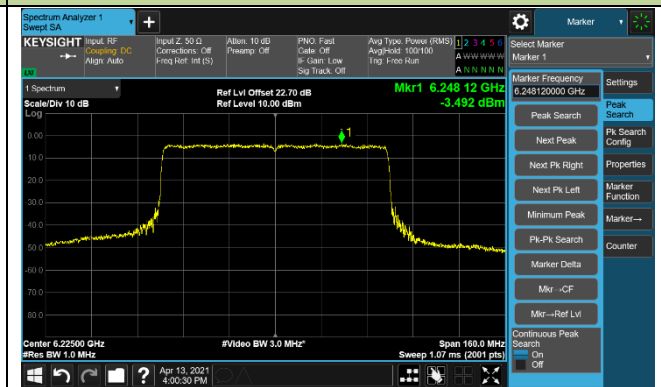 Spectrum Analyzer 1
Swept SA
Marker
KEYSIGHT
Input: RF
Coupling: DC
Align: Auto
Input Z: 50 Ω
Corrections: Off
Freq Ref: Int (S)
Atten: 10 dB
Preamp: Off
PNO: Fast
Gate: Off
IF Gain: Low
Sig Track: Off
Avg Type: Power (RMS)
Avg|Hold: 100/100
Trig: Free Run
1 2 3 4 5 6
A W W W W W
A N N N N N
Select Marker
Marker 1
1 Spectrum
Scale/Div 10 dB
Ref Lvl Offset 22.70 dB
Ref Level 10.00 dBm
Mkr1 6.248 12 GHz
-3.492 dBm
Log
0.00
-10.0
-20.0
-30.0
-40.0
-50.0
-60.0
-70.0
-80.0
1
Center 6.22500 GHz
#Res BW 1.0 MHz
#Video BW 3.0 MHz*
Span 160.0 MHz
Sweep 1.07 ms (2001 pts)
Marker Frequency
6.248120000 GHz
Peak Search
Next Peak
Next Pk Right
Next Pk Left
Minimum Peak
Pk-Pk Search
Marker Delta
Mkr→CF
Mkr→Ref Lvl
Continuous Peak
Search
On
Off
Settings
Peak
Search
Pk Search
Config
Properties
Marker
Function
Marker→
Counter
Apr 13, 2021
4:00:30 PM